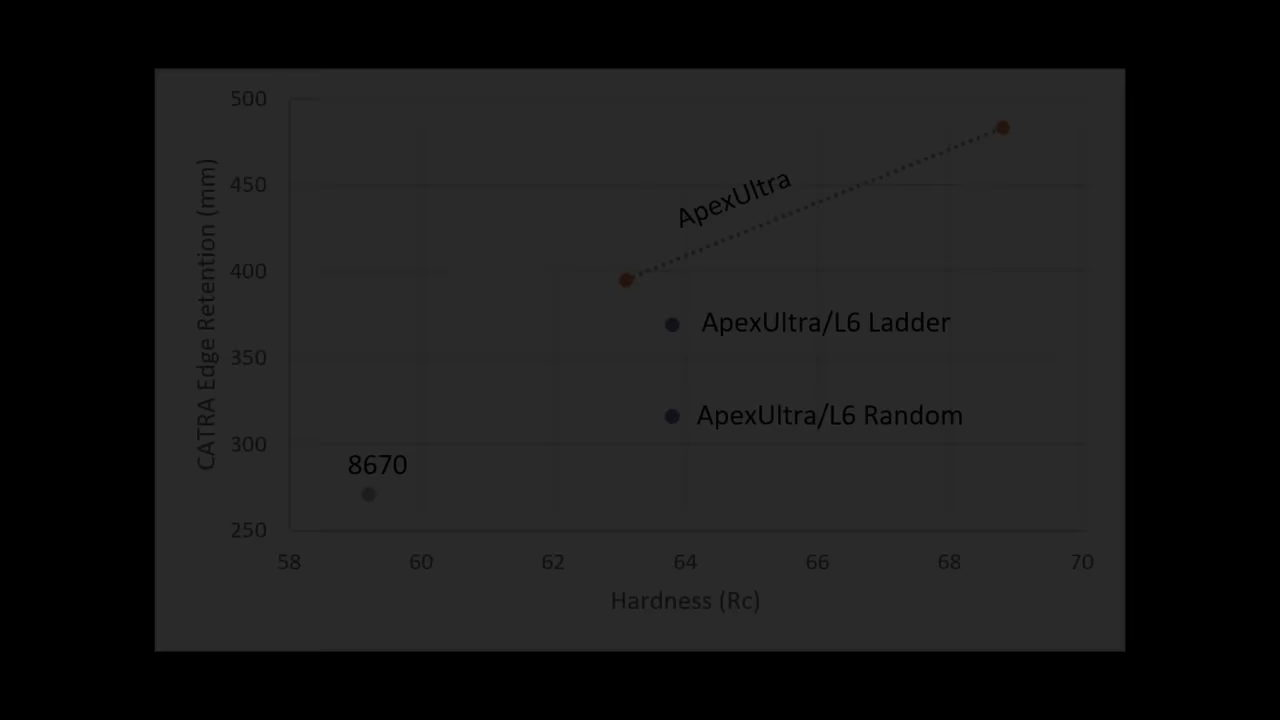 500
450
400
350
300
250
CATRA Edge Retention (mm)
ApexUltra
ApexUltra/L6 Ladder
ApexUltra/L6 Random
8670
58 60 62 64 66 68 70
Hardness (Rc)